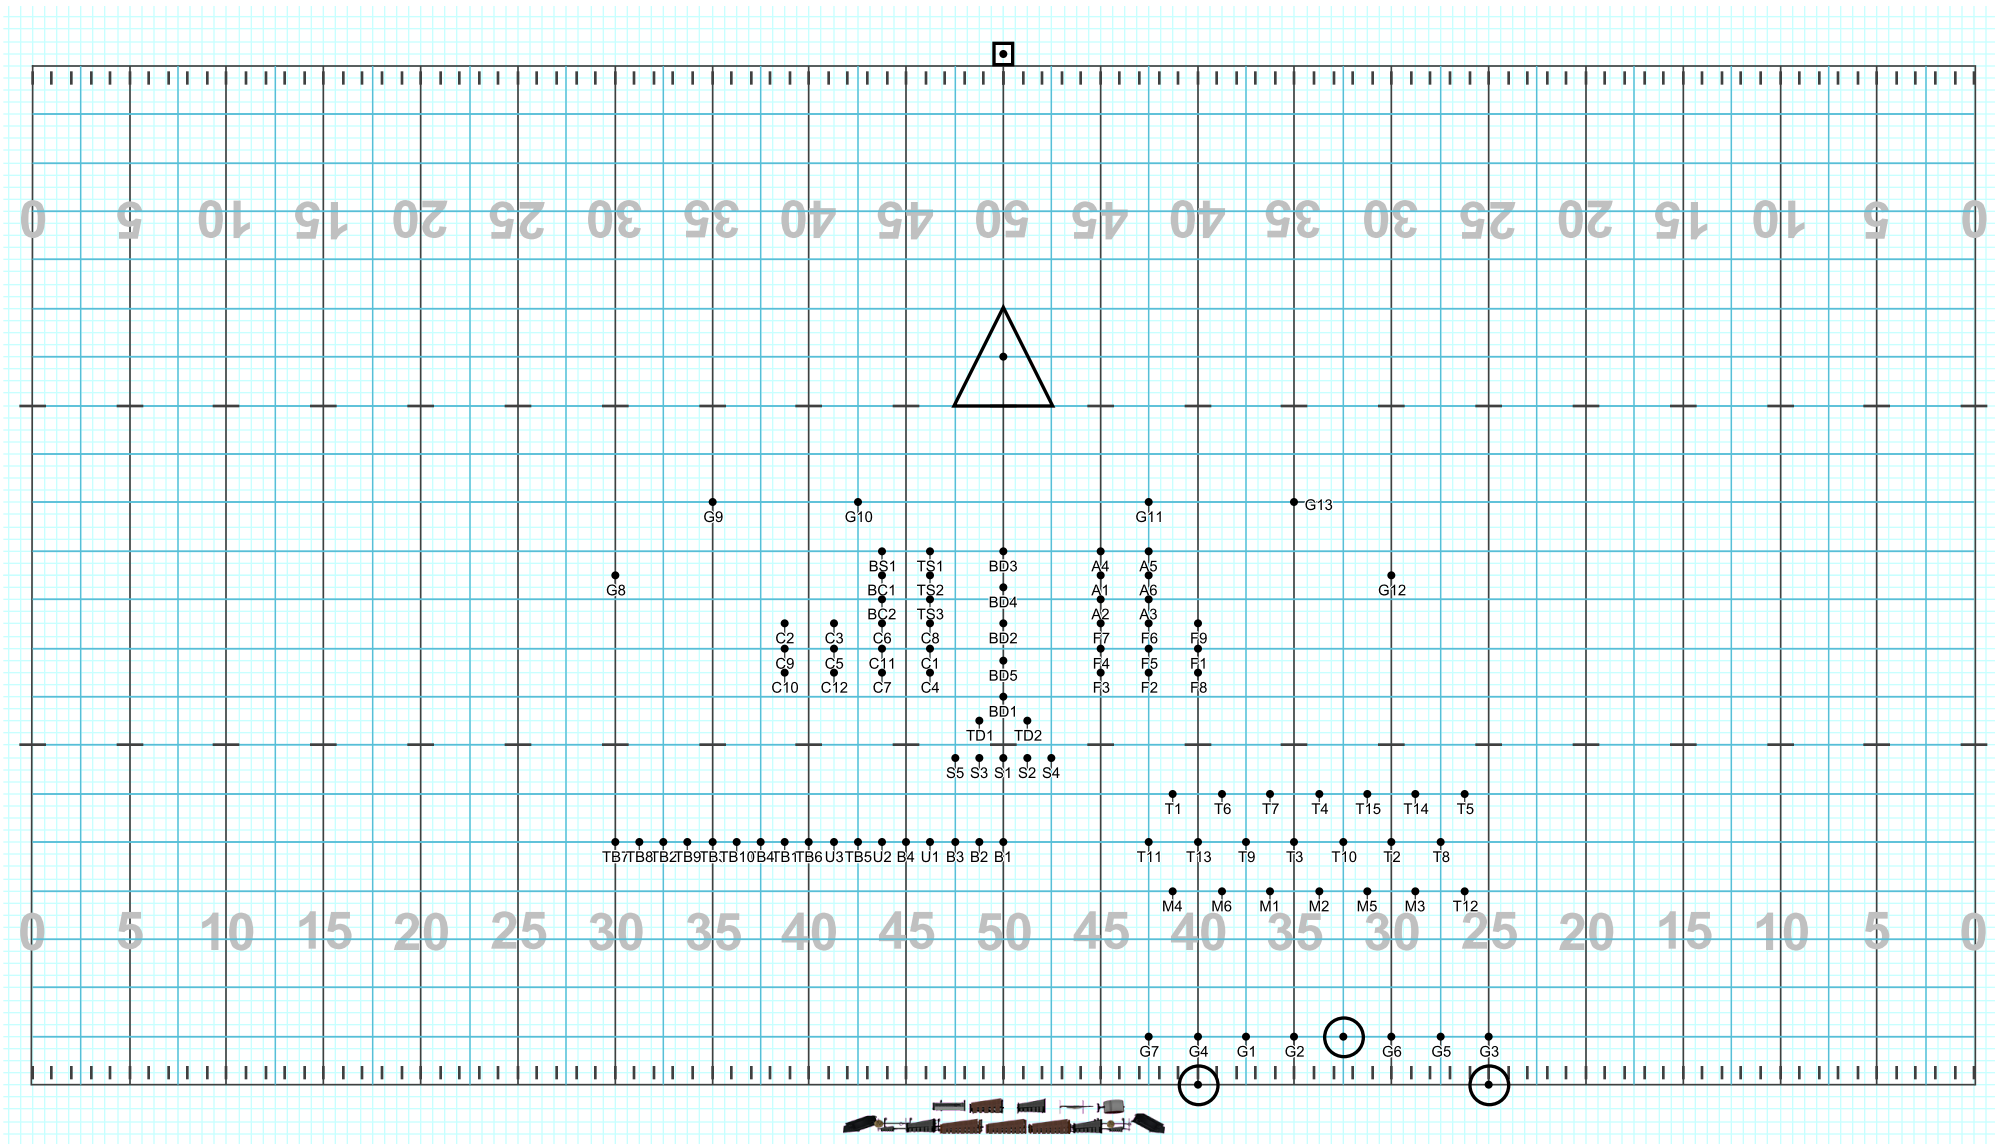 0 5 10 15 20 25 30 35 40 45 50 45 40 35 30 25 20 15 10 5 0
G9 G10 G11 G13
BS1 TS1 BD3 A4 A5
G8 BC1 TS2 A1 A6 G12
BD4
BC2 TS3 A2 A3
C2 C3 C6 C8 BD2 F7 F6 F9
C9 C5 C11 C1 F4 F5 F1
BD5
C10 C12 C7 C4 F3 F2 F8
BD1
TD1 TD2
S5 S3 S1 S2 S4
T1 T6 T7 T4 T15 T14 T5
TB7 TB8 TB2 TB9 TB10 TB4 TB1 TB6 U3 TB5 U2 B4 U1 B3 B2 B1 T11 T13 T9 T3 T10 T2 T8
M4 M6 M1 M2 M5 M3 T12
0 5 10 15 20 25 30 35 40 45 50 45 40 35 30 25 20 15 10 5 0
G7 G4 G1 G2 G6 G5 G3